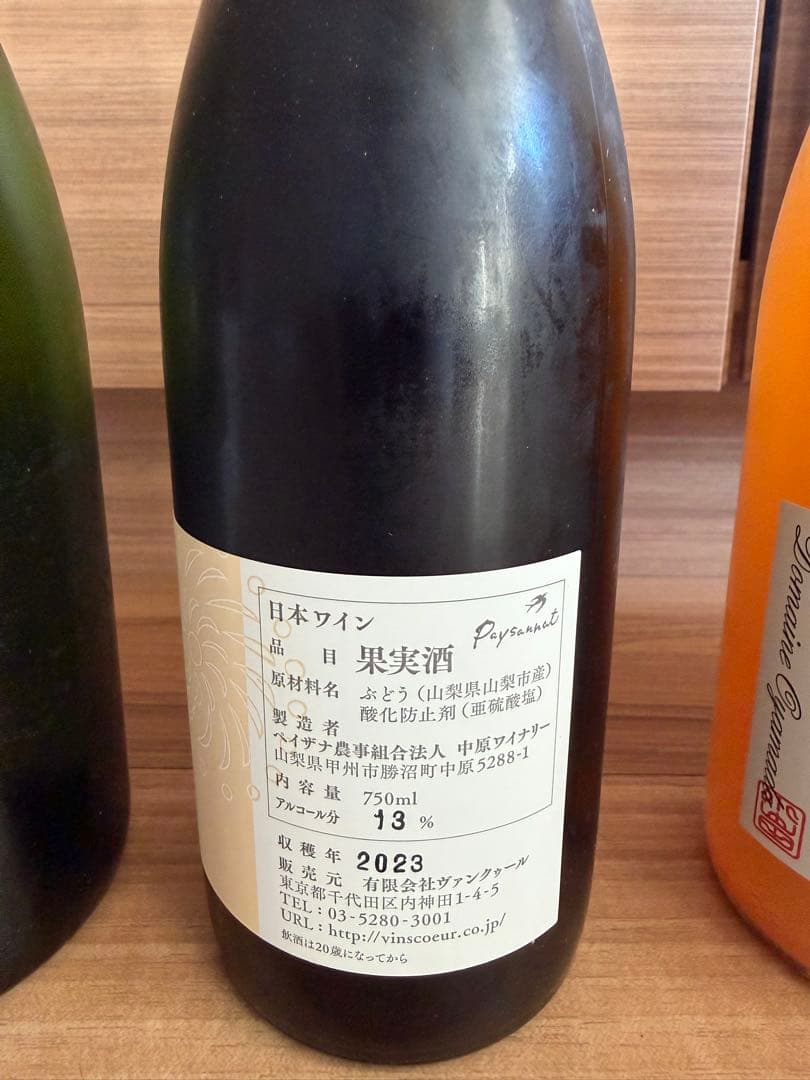 日本ワイン
Paysannat
品目 果実酒
原材料名 ぶどう（山梨県山梨市産）
酸化防止剤（亜硫酸塩）
製造者
ペイザナ農事組合法人 中原ワイナリー
山梨県甲州市勝沼町中原5288-1
内容量 750ml
アルコール分 13 %
収穫年 2023
販売元 有限会社ヴァンクゥール
東京都千代田区内神田1-4-5
TEL : 03-5280-3001
URL : http://vinscoeur.co.jp/
飲酒は20歳になってから
Domaine